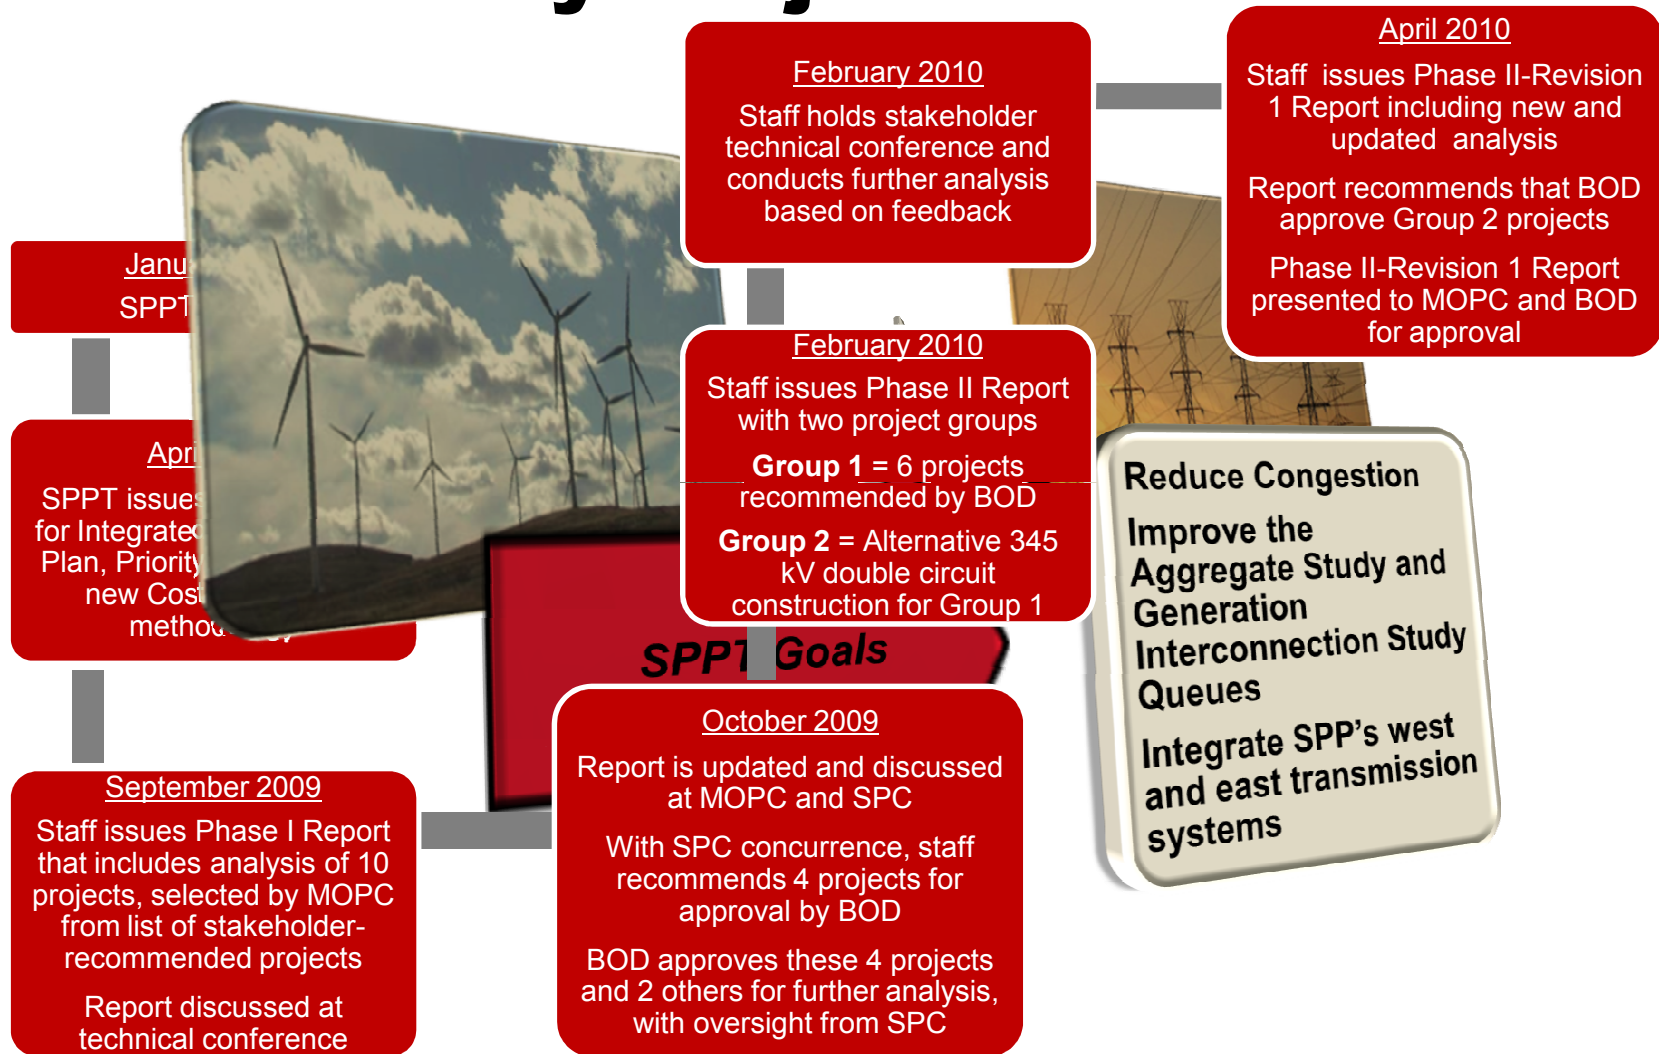 Janu
SPPT
Apri
SPPT issues
for Integrate
Plan, Priority
new Cost
method
September 2009
Staff issues Phase I Report
that includes analysis of 10
projects, selected by MOPC
from list of stakeholder-
recommended projects
Report discussed at
technical conference
October 2009
Report is updated and discussed
at MOPC and SPC
With SPC concurrence, staff
recommends 4 projects for
approval by BOD
BOD approves these 4 projects
and 2 others for further analysis,
with oversight from SPC
February 2010
Staff issues Phase II Report
with two project groups
Group 1 = 6 projects
recommended by BOD
Group 2 = Alternative 345
kV double circuit
construction for Group 1
February 2010
Staff holds stakeholder
technical conference and
conducts further analysis
based on feedback
April 2010
Staff issues Phase II-Revision
1 Report including new and
updated analysis
Report recommends that BOD
approve Group 2 projects
Phase II-Revision 1 Report
presented to MOPC and BOD
for approval
SPPT Goals
Reduce Congestion
Improve the
Aggregate Study and
Generation
Interconnection Study
Queues
Integrate SPP's west
and east transmission
systems